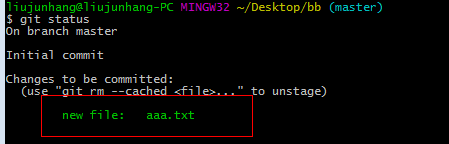 liujunhang@liujunhang-PC MINGW32 ~/Desktop/bb (master)
$ git status
On branch master
Initial commit
Changes to be committed:
(use "git rm --cached <file>..." to unstage)
new file: aaa.txt